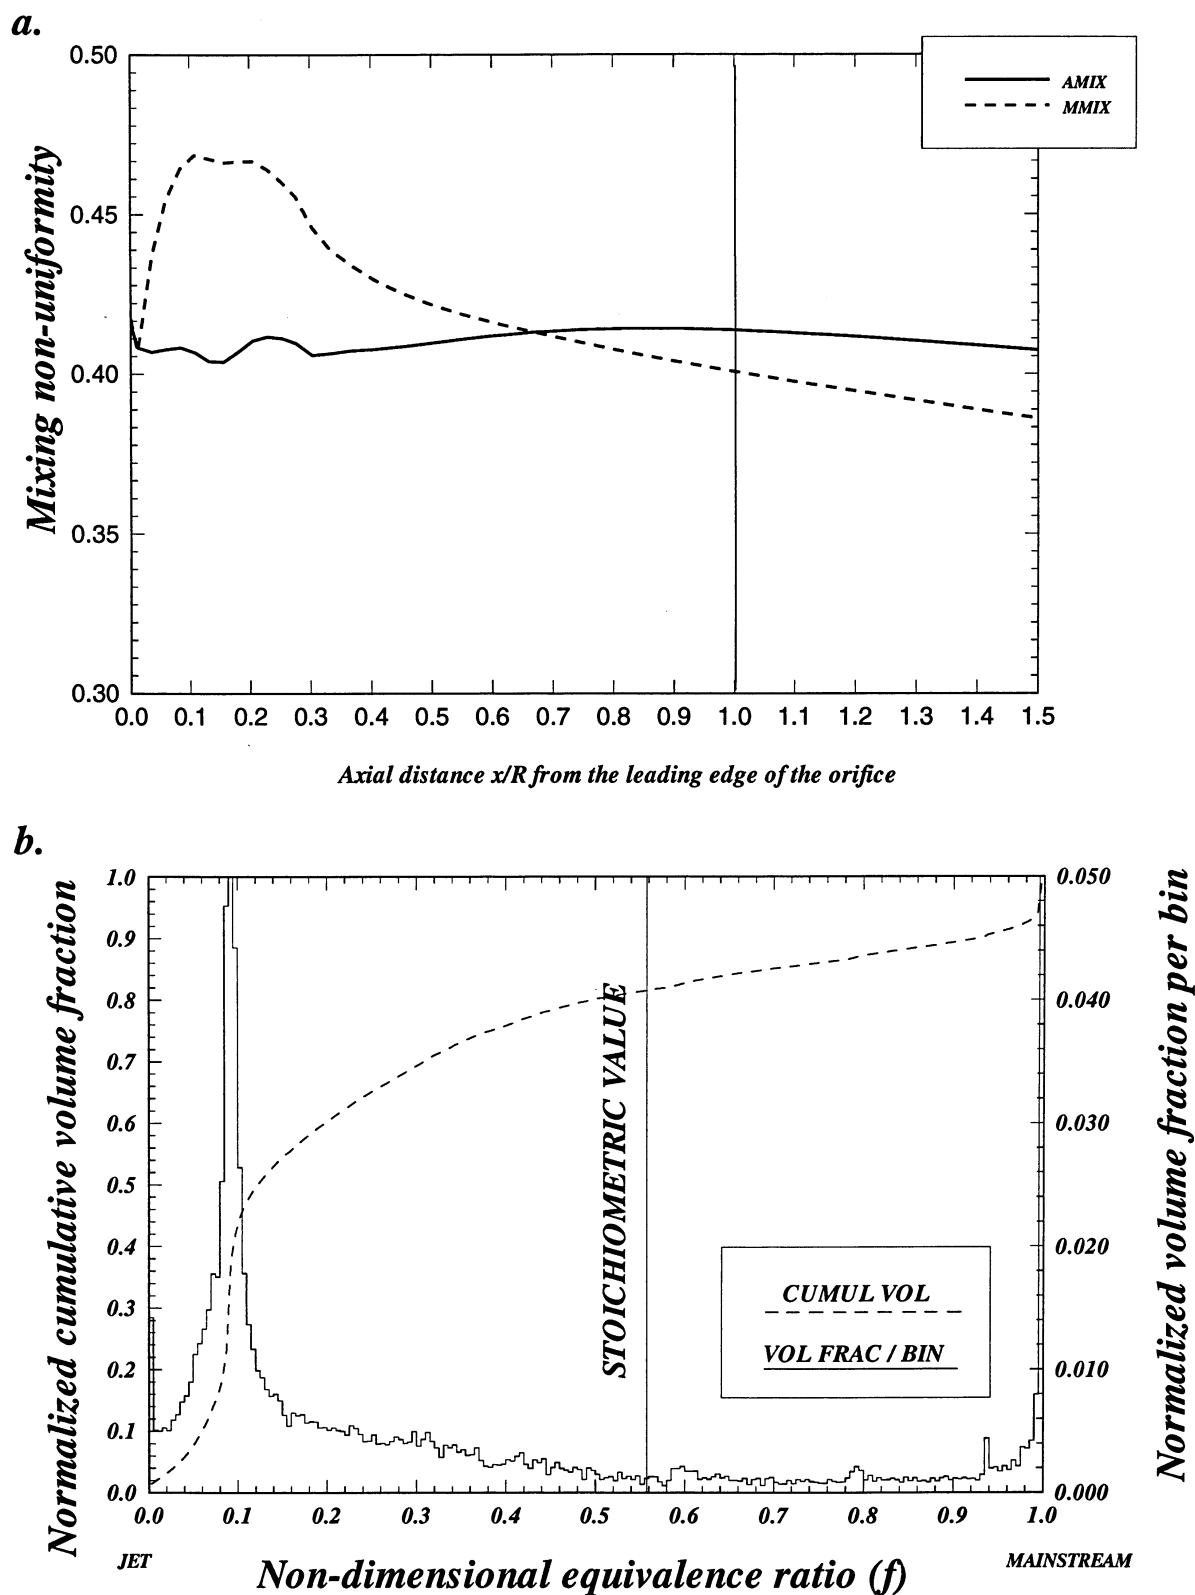 a.
0.50
0.45
0.40
0.35
0.30
Mixing non-uniformity
AMIX
MMIX
0.0 0.1 0.2 0.3 0.4 0.5 0.6 0.7 0.8 0.9 1.0 1.1 1.2 1.3 1.4 1.5
Axial distance x/R from the leading edge of the orifice
b.
Normalized cumulative volume fraction
1.0
0.9
0.8
0.7
0.6
0.5
0.4
0.3
0.2
0.1
0.0
STOICHIOMETRIC VALUE
CUMUL VOL
VOL FRAC / BIN
0.050
0.040
0.030
0.020
0.010
0.000
Normalized volume fraction per bin
0.0 0.1 0.2 0.3 0.4 0.5 0.6 0.7 0.8 0.9 1.0
JET
MAINSTREAM
Non-dimensional equivalence ratio (f)